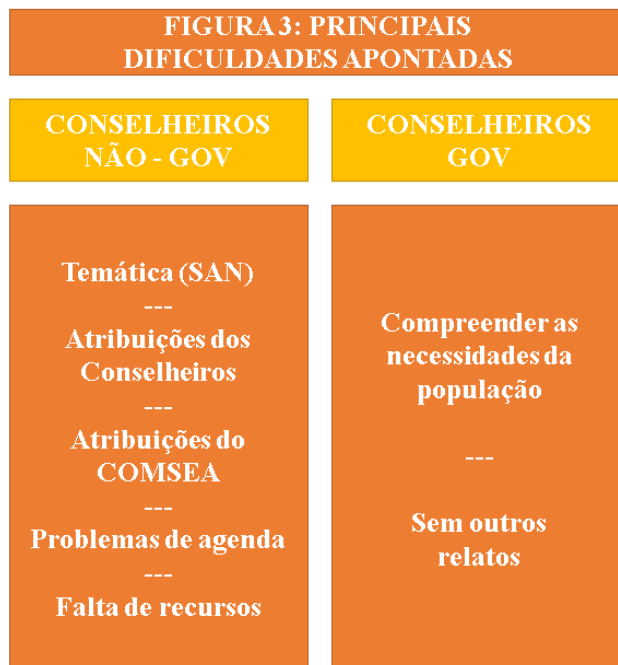 FIGURA 3: PRINCIPAIS
DIFICULDADES APONTADAS
CONSELHEIROS
NÃO - GOV
CONSELHEIROS
GOV
Temática (SAN)
---
Atribuições dos
Conselheiros
---
Atribuições do
COMSEA
---
Problemas de agenda
---
Falta de recursos
Compreender as
necessidades da
população
---
Sem outros
relatos